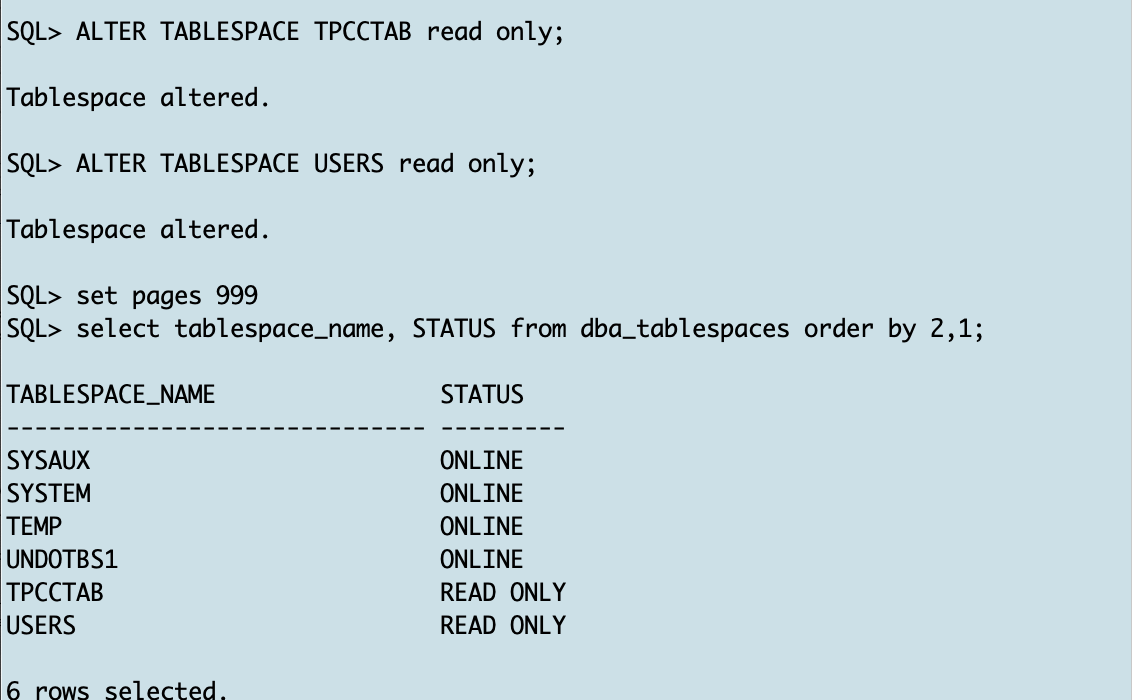 SQL> ALTER TABLESPACE TPCCTAB read only;
Tablespace altered.
SQL> ALTER TABLESPACE USERS read only;
Tablespace altered.
SQL> set pages 999
SQL> select tablespace_name, STATUS from dba_tablespaces order by 2,1;
TABLESPACE_NAME                STATUS
------------------------------ ---------
SYSAUX                         ONLINE
SYSTEM                         ONLINE
TEMP                           ONLINE
UNDOTBS1                       ONLINE
TPCCTAB                        READ ONLY
USERS                          READ ONLY
6 rows selected.